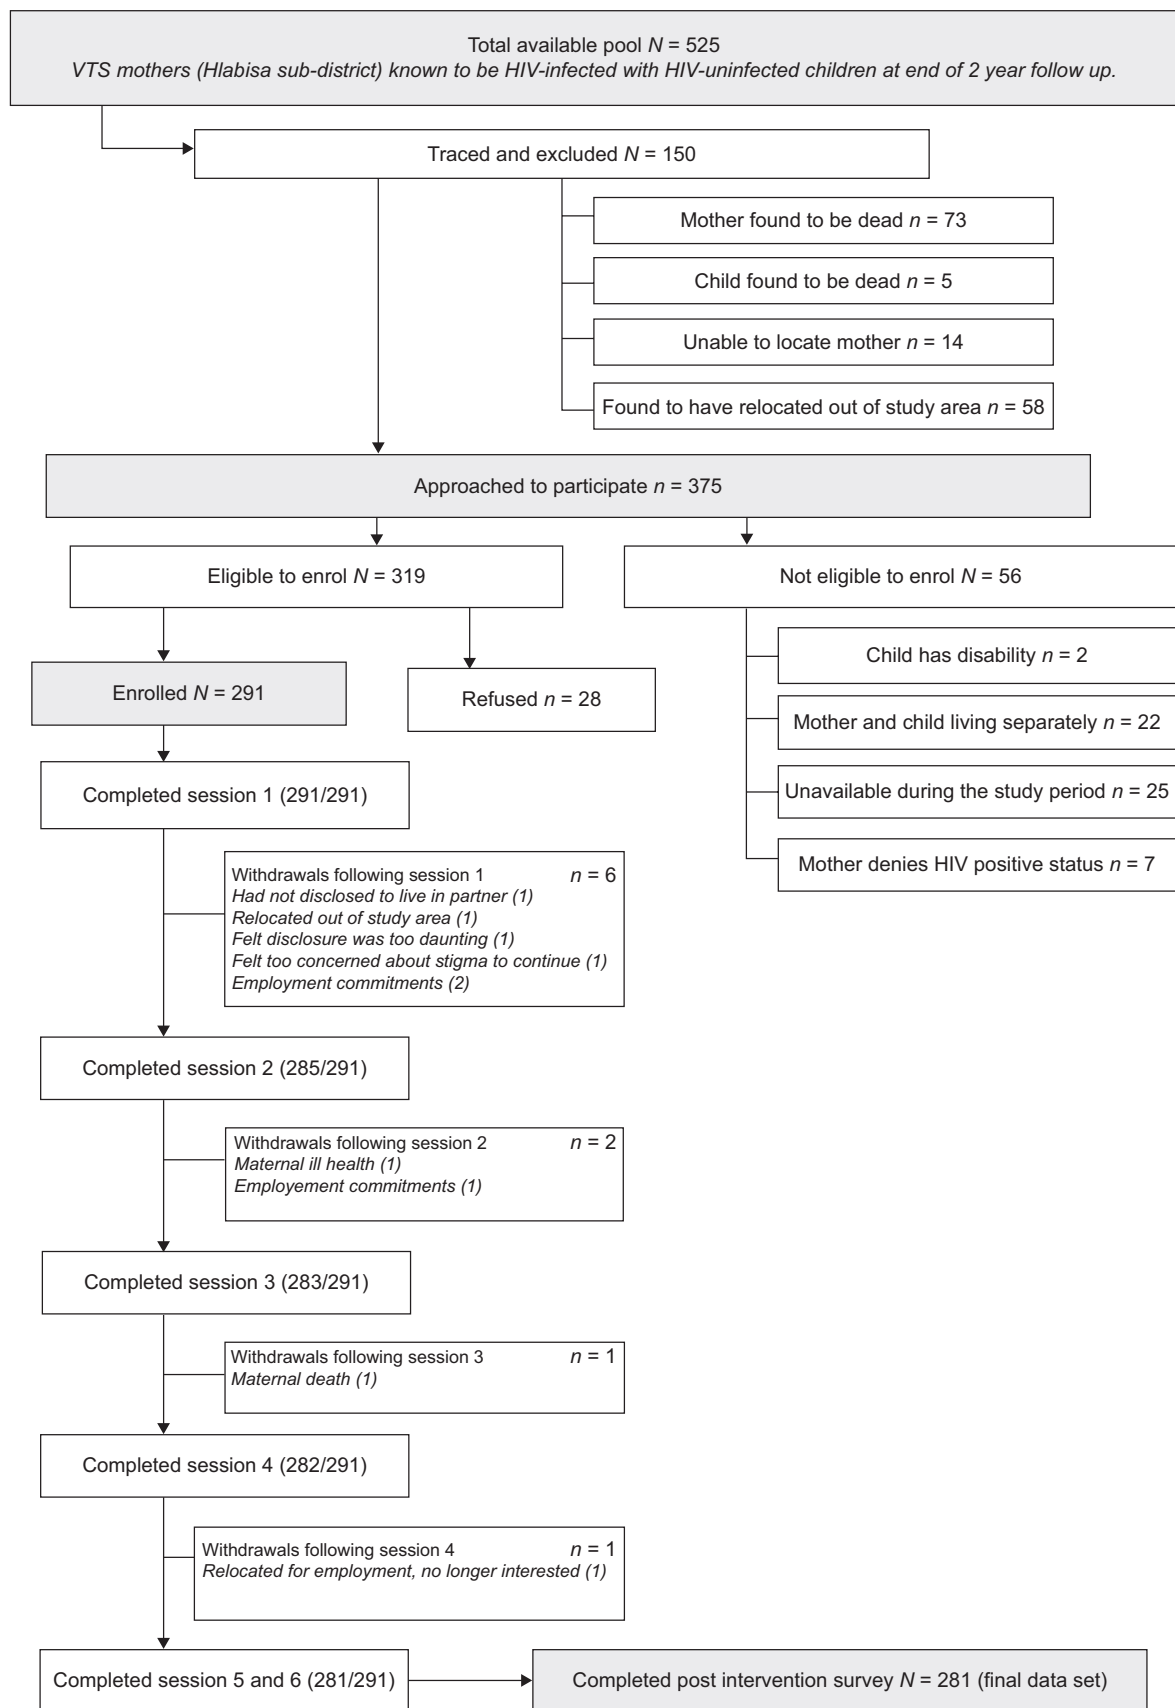 Total available pool N = 525
VTS mothers (Hlabisa sub-district) known to be HIV-infected with HIV-uninfected children at end of 2 year follow up.
Traced and excluded N = 150
Mother found to be dead n = 73
Child found to be dead n = 5
Unable to locate mother n = 14
Found to have relocated out of study area n = 58
Approached to participate n = 375
Eligible to enrol N = 319
Not eligible to enrol N = 56
Child has disability n = 2
Mother and child living separately n = 22
Unavailable during the study period n = 25
Mother denies HIV positive status n = 7
Enrolled N = 291
Refused n = 28
Completed session 1 (291/291)
Withdrawals following session 1 n = 6
Had not disclosed to live in partner (1)
Relocated out of study area (1)
Felt disclosure was too daunting (1)
Felt too concerned about stigma to continue (1)
Employment commitments (2)
Completed session 2 (285/291)
Withdrawals following session 2 n = 2
Maternal ill health (1)
Employement commitments (1)
Completed session 3 (283/291)
Withdrawals following session 3 n = 1
Maternal death (1)
Completed session 4 (282/291)
Withdrawals following session 4 n = 1
Relocated for employment, no longer interested (1)
Completed session 5 and 6 (281/291)
Completed post intervention survey N = 281 (final data set)